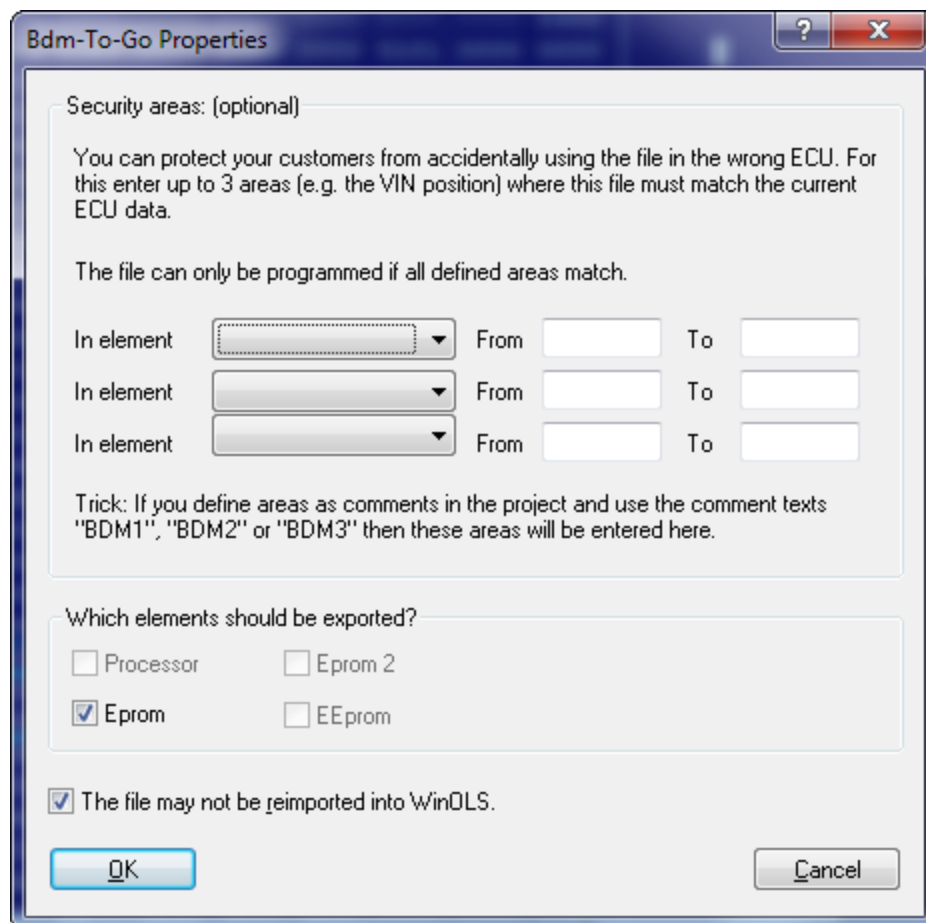 Bdm-To-Go Properties
Security areas: (optional)
You can protect your customers from accidentally using the file in the wrong ECU. For
this enter up to 3 areas (e.g. the VIN position) where this file must match the current
ECU data.
The file can only be programmed if all defined areas match.
In element From To
In element From To
In element From To
Trick: If you define areas as comments in the project and use the comment texts
"BDM1", "BDM2" or "BDM3" then these areas will be entered here.
Which elements should be exported?
Processor Eprom 2
Eprom EEprom
The file may not be reimported into WinOLS.
OK Cancel